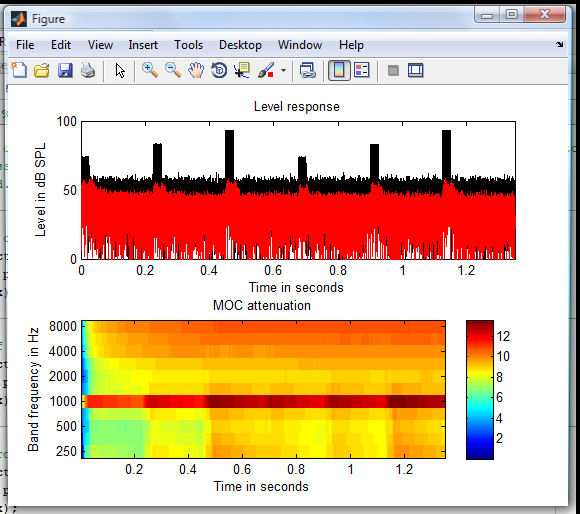 Figure
File Edit View Insert Tools Desktop Window Help
Level response
100
50
0
Level in dB SPL
0 0.2 0.4 0.6 0.8 1 1.2
Time in seconds
MOC attenuation
8000
4000
2000
1000
500
250
Band frequency in Hz
0.2 0.4 0.6 0.8 1 1.2
Time in seconds
12
10
8
6
4
2